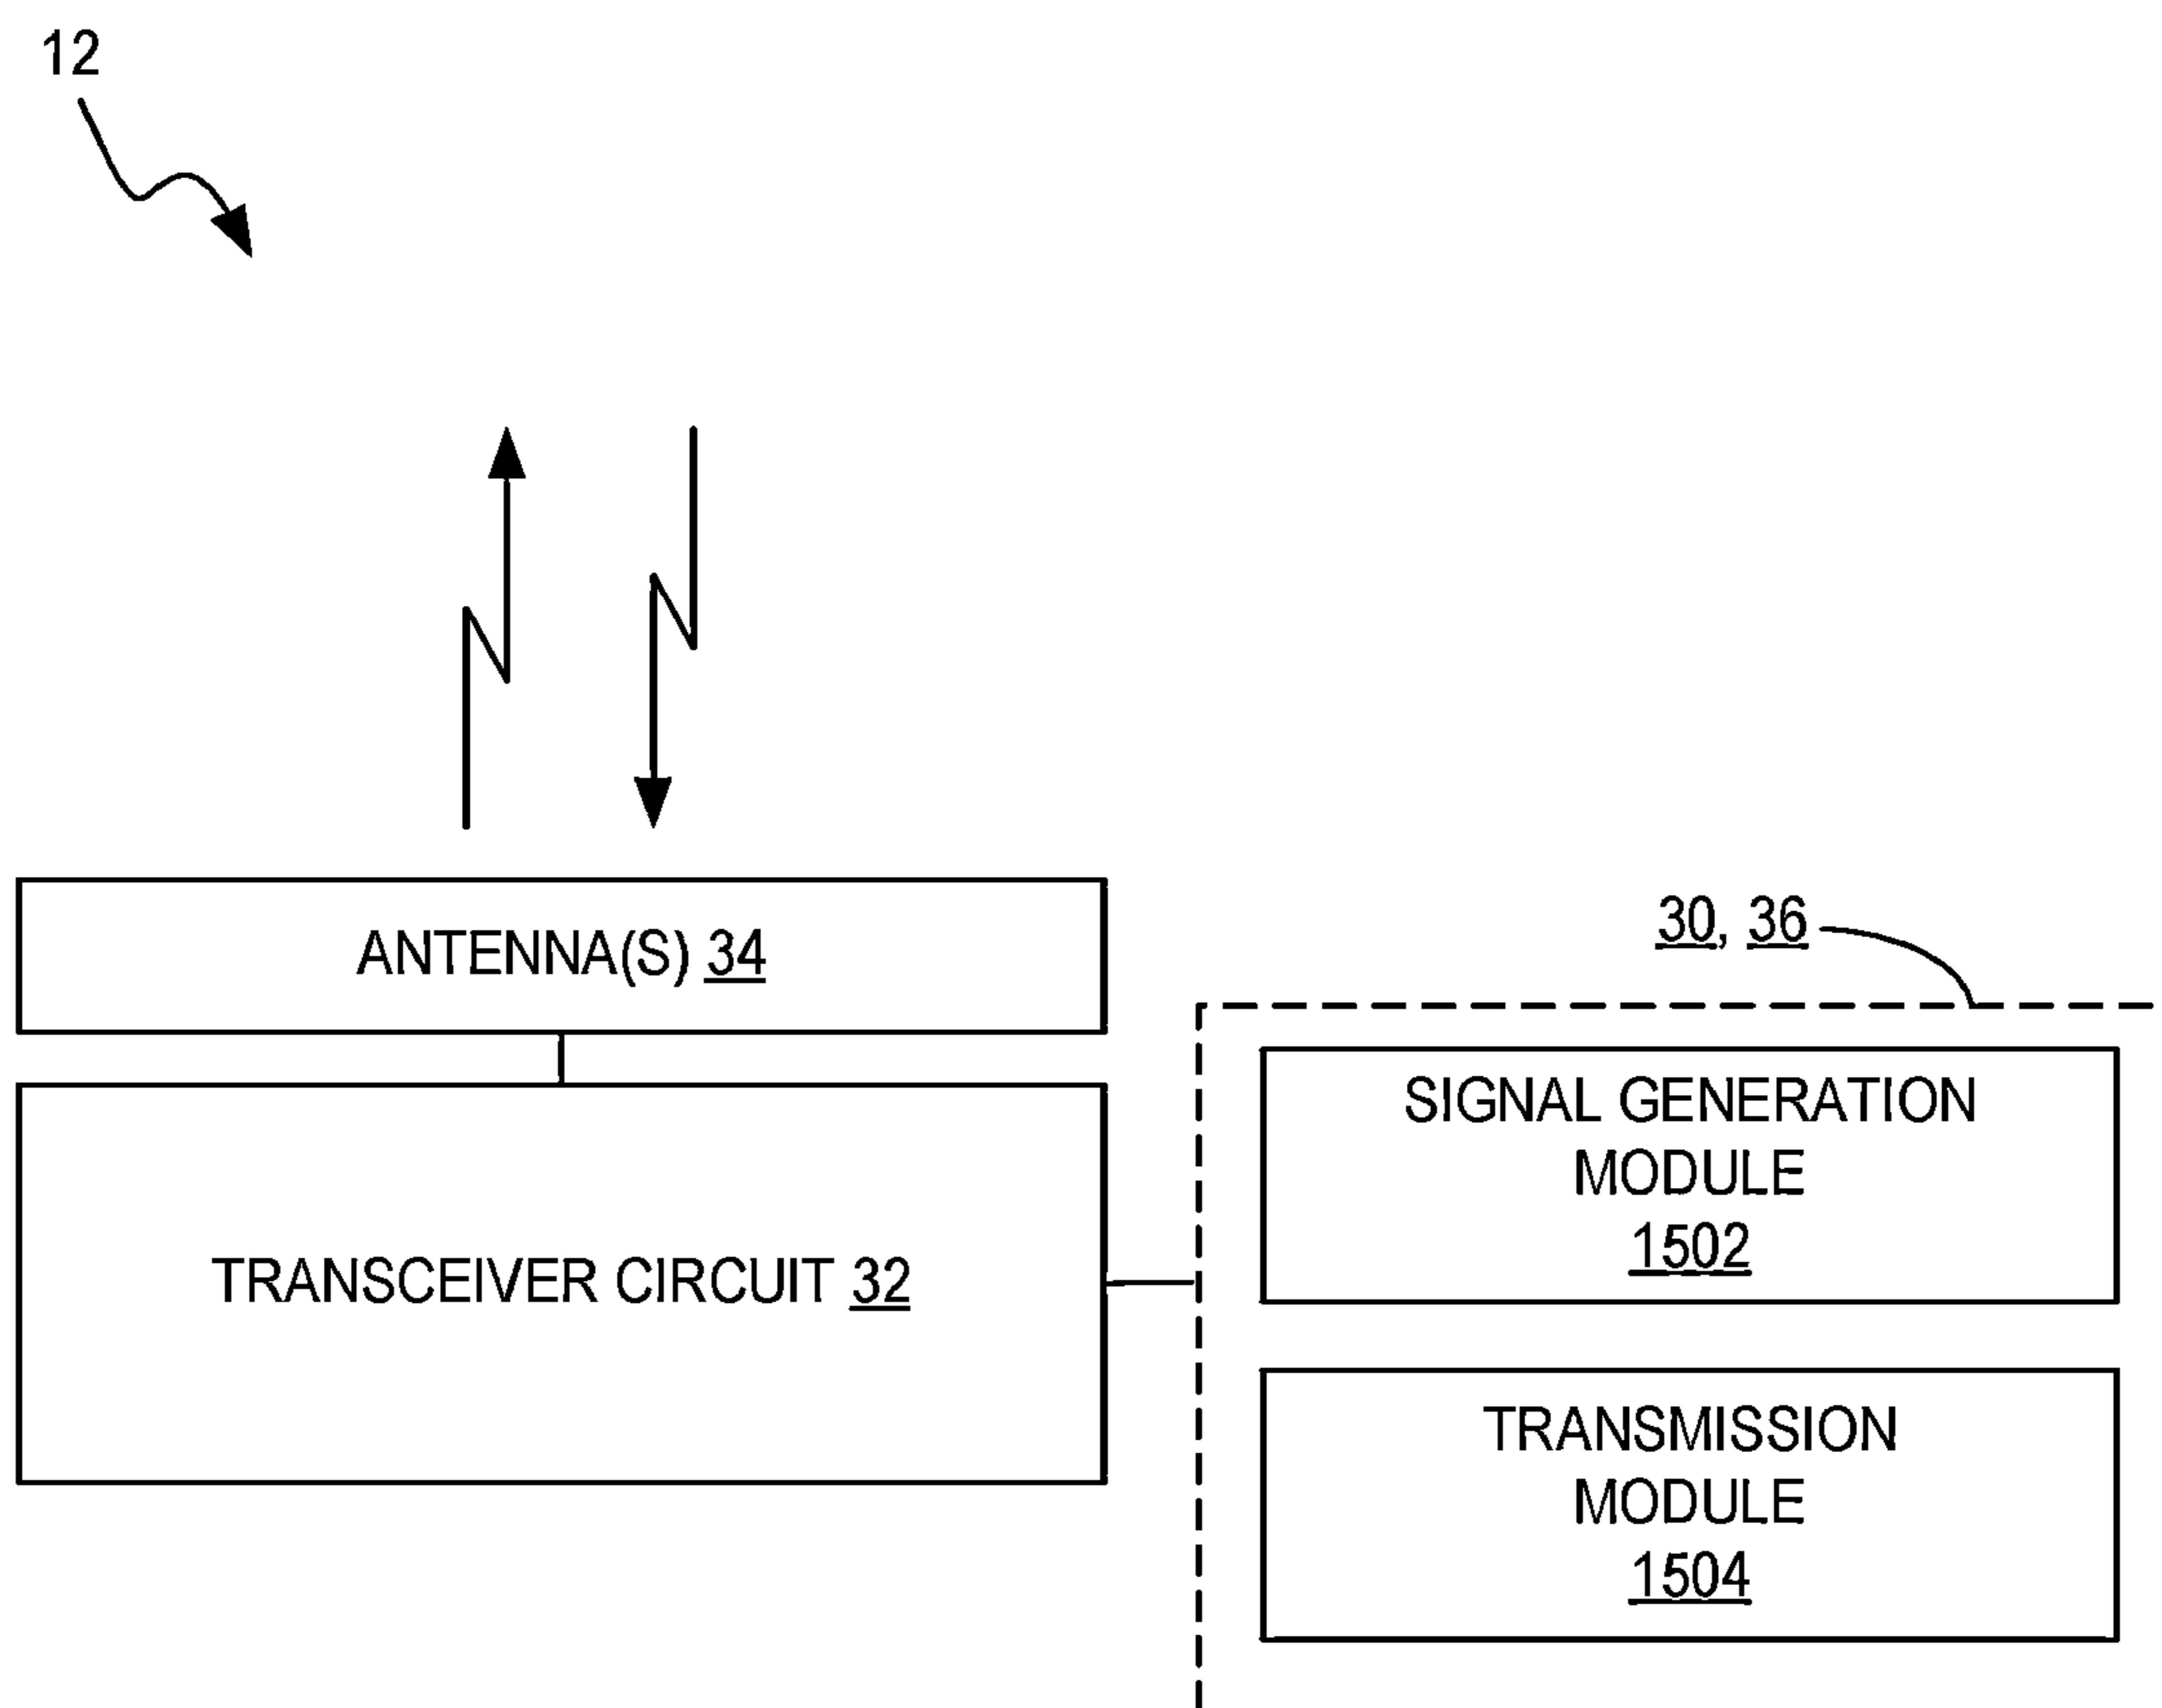 12
ANTENNA(S) 34
30, 36
TRANSCEIVER CIRCUIT 32
SIGNAL GENERATION
MODULE
1502
TRANSMISSION
MODULE
1504